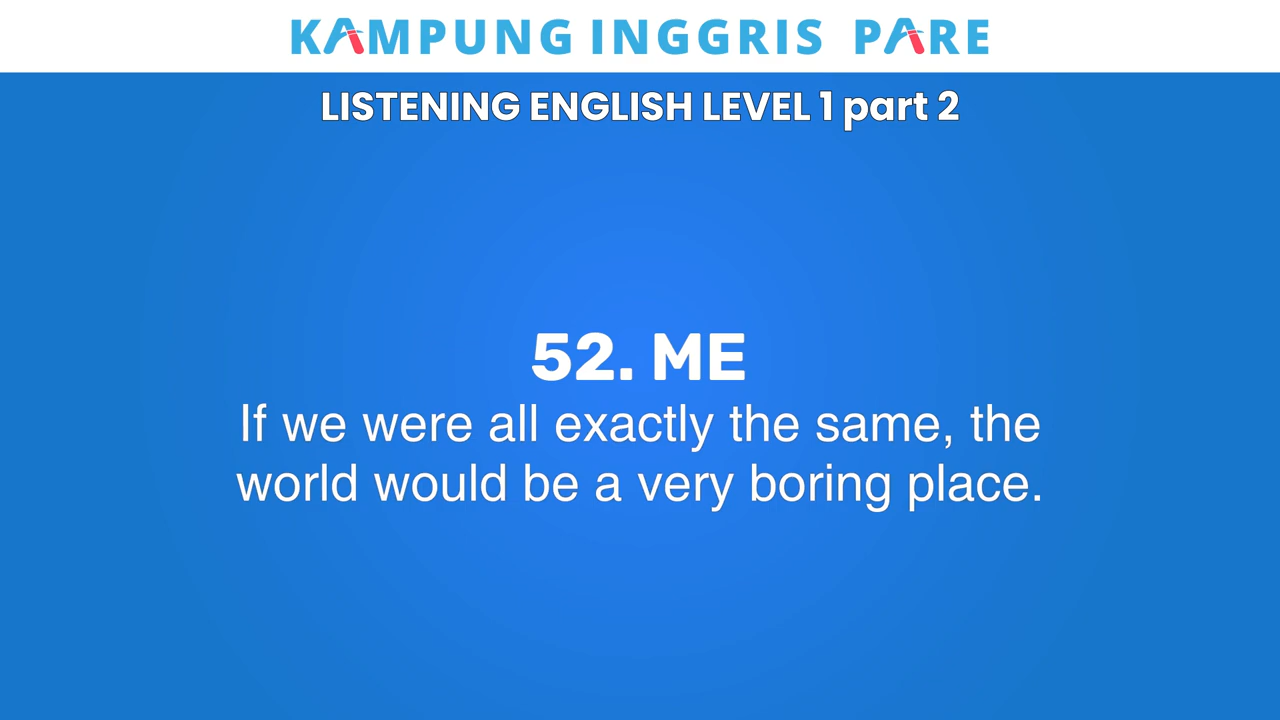 KAMPUNG INGGRIS PARE
LISTENING ENGLISH LEVEL 1 part 2
52. ME
If we were all exactly the same, the
world would be a very boring place.